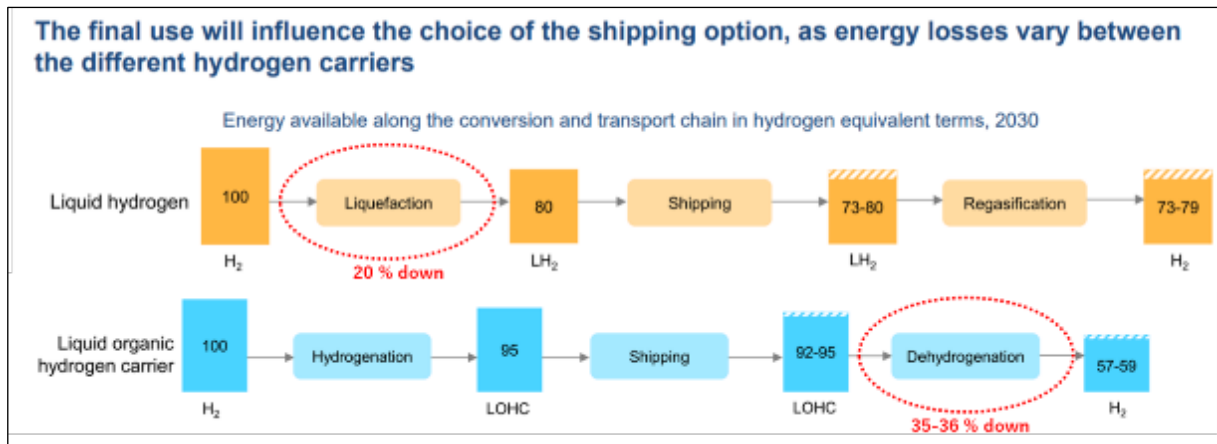 The final use will influence the choice of the shipping option, as energy losses vary between
the different hydrogen carriers
Energy available along the conversion and transport chain in hydrogen equivalent terms, 2030
Liquid hydrogen
100
Liquefaction
80
Shipping
73-80
Regasification
73-79
H₂
20 % down
LH₂
LH₂
H₂
Liquid organic
hydrogen carrier
100
Hydrogenation
95
Shipping
92-95
Dehydrogenation
57-59
H₂
LOHC
LOHC
H₂
35-36 % down